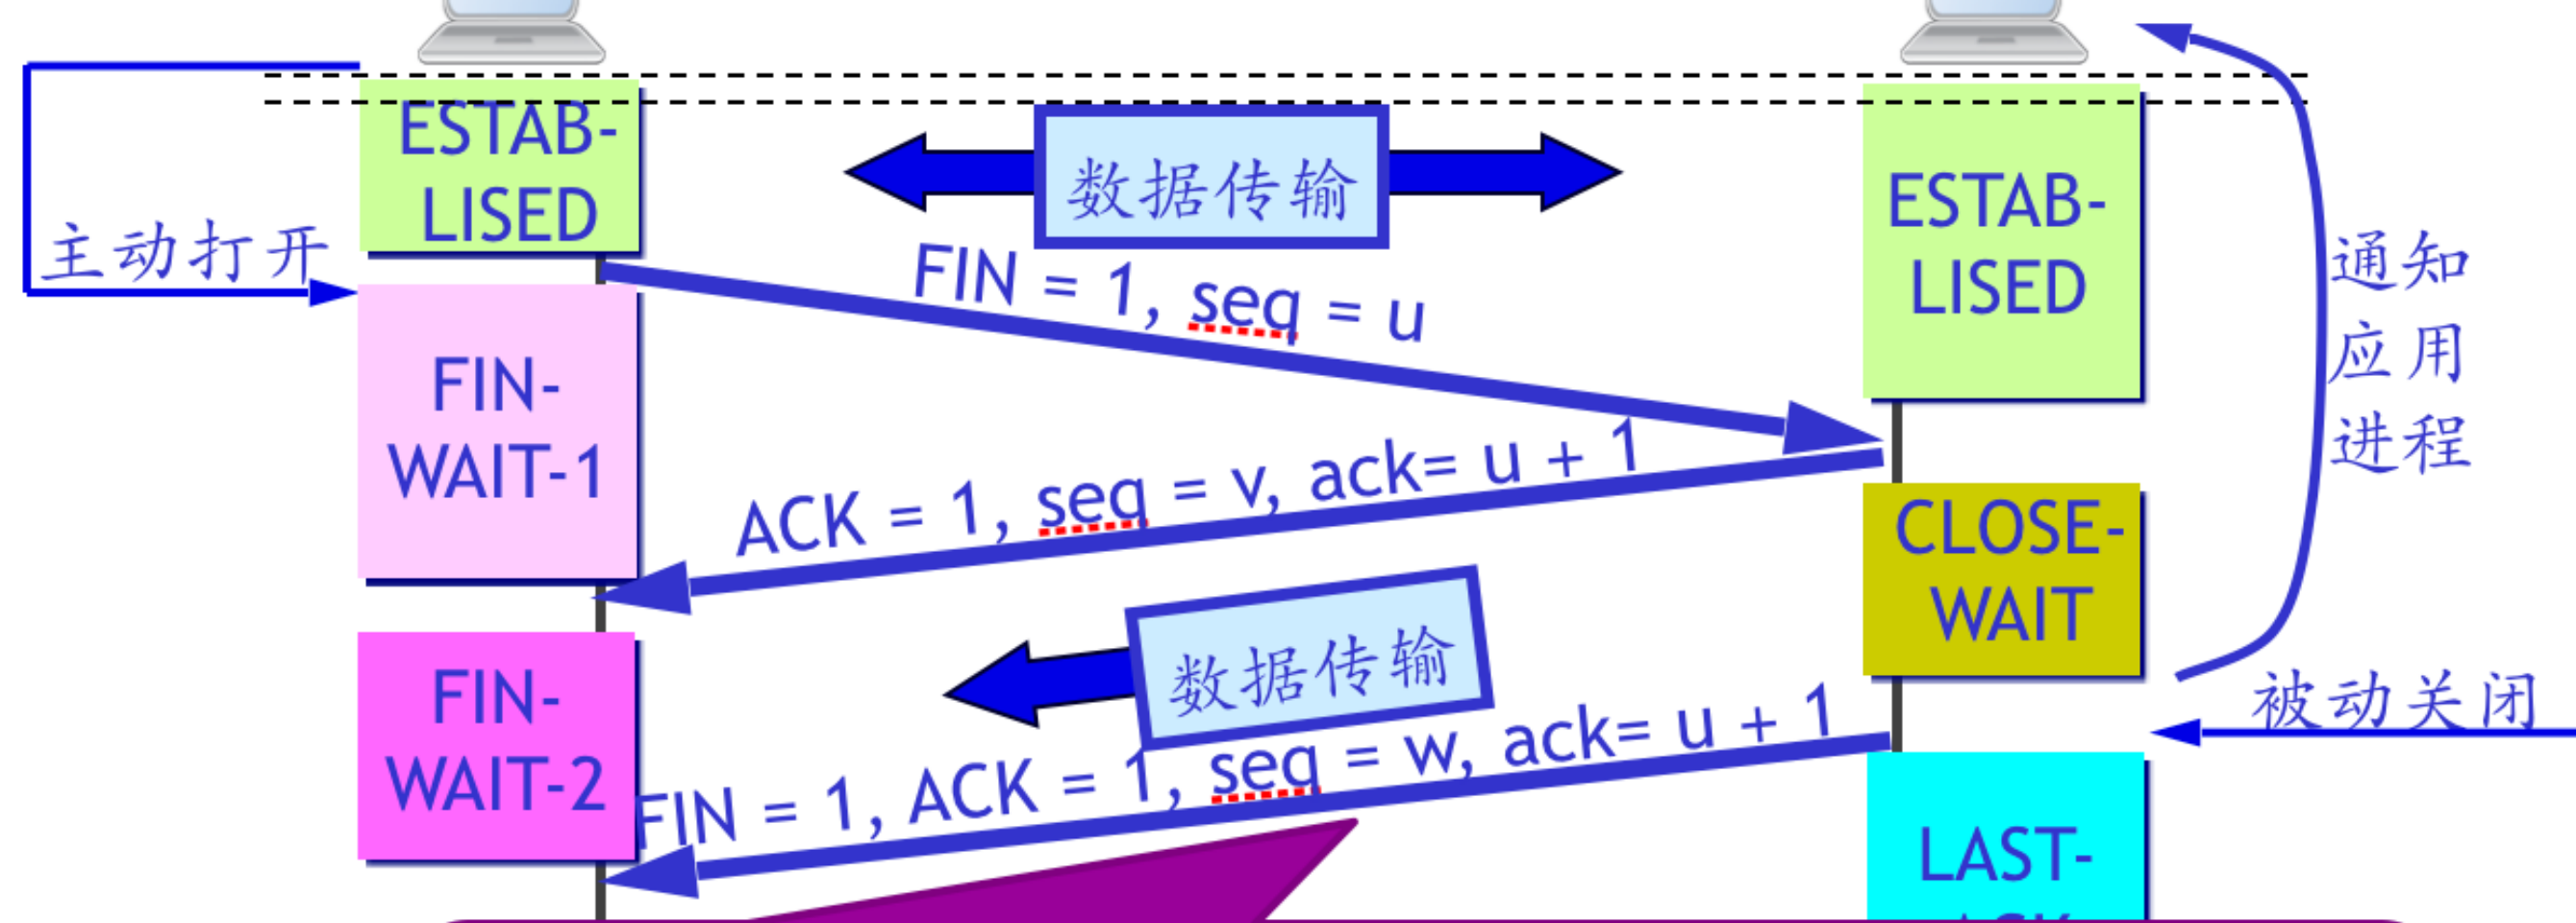 ESTAB-
LISED
数据传输
ESTAB-
LISED
主动打开
FIN = 1, seq = u
通知
应用
进程
FIN-
WAIT-1
ACK = 1, seq = v, ack= u + 1
CLOSE-
WAIT
数据传输
FIN-
WAIT-2
被动关闭
FIN = 1, ACK = 1, seq = w, ack= u + 1
LAST-